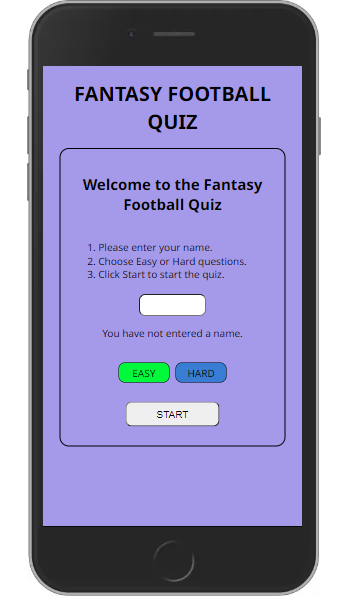 FANTASY FOOTBALL
QUIZ
Welcome to the Fantasy
Football Quiz
1. Please enter your name.
2. Choose Easy or Hard questions.
3. Click Start to start the quiz.
You have not entered a name.
EASY HARD
START